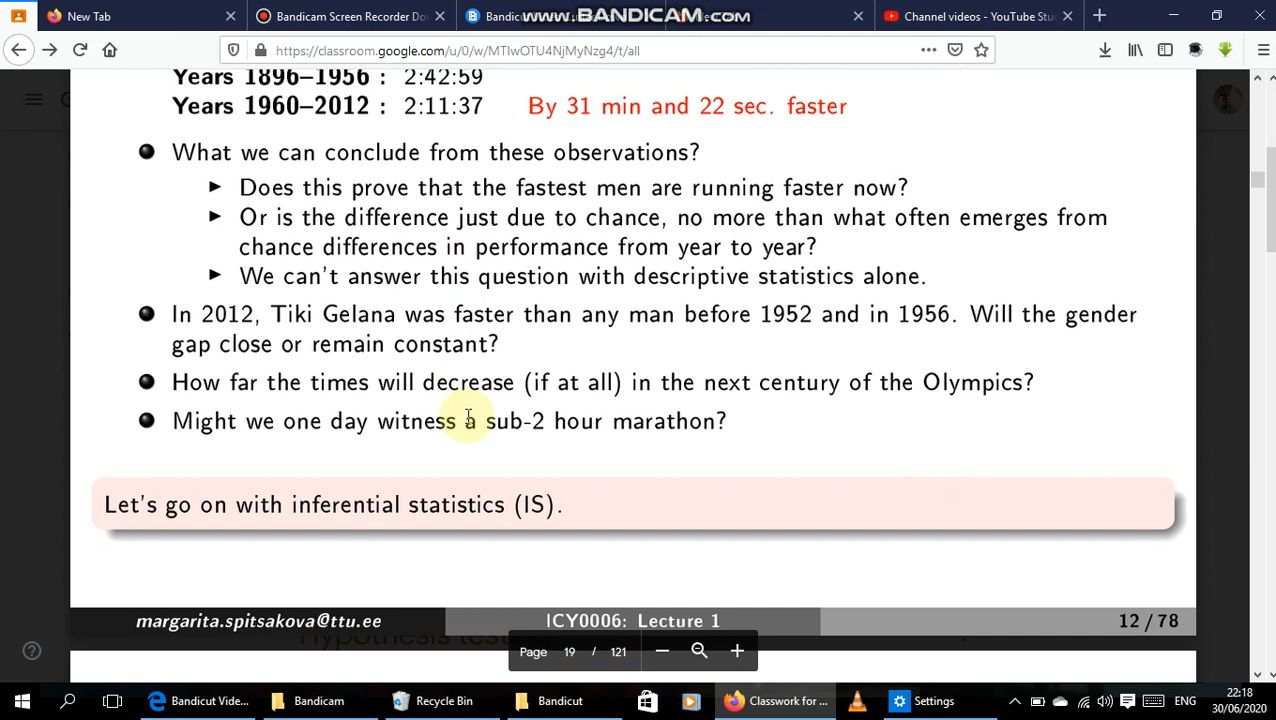 New Tab
Bandicam Screen Recorder Do
Bandicu
www.BANDICAM.com
Channel videos - YouTube Stu
https://classroom.google.com/u/0/w/MTIwOTU4NjMyNzg4/t/all
Years 1896–1956 : 2:42:59
Years 1960–2012 : 2:11:37 By 31 min and 22 sec. faster
What we can conclude from these observations?
Does this prove that the fastest men are running faster now?
Or is the difference just due to chance, no more than what often emerges from
chance differences in performance from year to year?
We can't answer this question with descriptive statistics alone.
In 2012, Tiki Gelana was faster than any man before 1952 and in 1956. Will the gender
gap close or remain constant?
How far the times will decrease (if at all) in the next century of the Olympics?
Might we one day witness a sub-2 hour marathon?
Let's go on with inferential statistics (IS).
margarita.spitsakova@ttu.ee ICY0006: Lecture 1 12 / 78
Page 19 / 121
Bandicut Vide...
Bandicam
Recycle Bin
Bandicut
Classwork for ...
Settings
ENG
22:18
30/06/2020